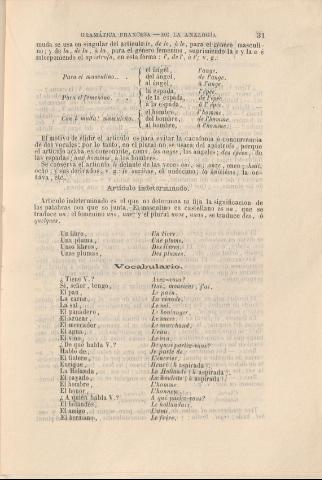 GRAMÁTICA FRANCESA.—DE LA ANALOGÍA 31
muda se usa en singular del artículo le, de le, á le, para el género masculi-
no; y de la, de la, á la, para el género femenino, suprimiendo la e y la a é
interponiendo el apóstrofo, en esta forma: l', de l', á l'; v. g.:
Para el masculino... el ángel, l'ange.
del ángel, de l'ange.
al ángel, à l'ange.
Para el femenino... la espada, l'épée.
de la espada, de l'épée.
a la espada, à l'épée.
Con h muda: masculino. el hombre, l'homme.
del hombre, de l'homme.
al hombre, à l'homme.
El motivo de elidir el artículo es para evitar la cacofonía ó concurrencia
de dos vocales; por lo tanto, en el plural no se usará del apóstrofo, porque
el artículo acaba en consonante, como les anges, los ángeles; des épées, de
las espadas; aux hommes, á los hombres.
Se conserva el artículo le delante de las voces oui, sí; onze, once; huit,
ocho; y sus derivados, v. g.: le onzième, el undécimo; la huitième, la oc-
tava, etc.
Artículo indeterminado.
Artículo indeterminado es el que no determina ni fija la significación de
las palabras con que se junta. El masculino en castellano es un, que se
traduce un, el femenino una, une; y el plural unos, unas, se traduce des, ó
quelques.
Un libro, Un livre.
Una pluma, Une plume.
Unos libros, Des livres.
Unas plumas, Des plumes.
Vocabulario.
¿Tiene V.? Avez-vous?
Sí, señor, tengo, Oui, monsieur, j'ai.
El pan, Le pain.
La carne, La viande.
La sal, Le sel.
El panadero, Le boulanger.
El azúcar, Le sucre.
El mercader, Le marchand.
El agua, L'eau.
El vino, Le vin.
¿De qué habla V.? De quoi parlez-vous?
Hablo de, Je parle de:
El tintero, L'encrier.
Enrique, Henri (h aspirada).
La Holanda, La Hollande (h aspirada).
El cayado, La houlette (h aspirada).
El hombre, L'homme.
El honor, L'honneur.
¿A quién habla V.? A qui parlez-vous?
El holandés, Le hollandais.
El amigo, L'ami.
El hermano, Le frère.